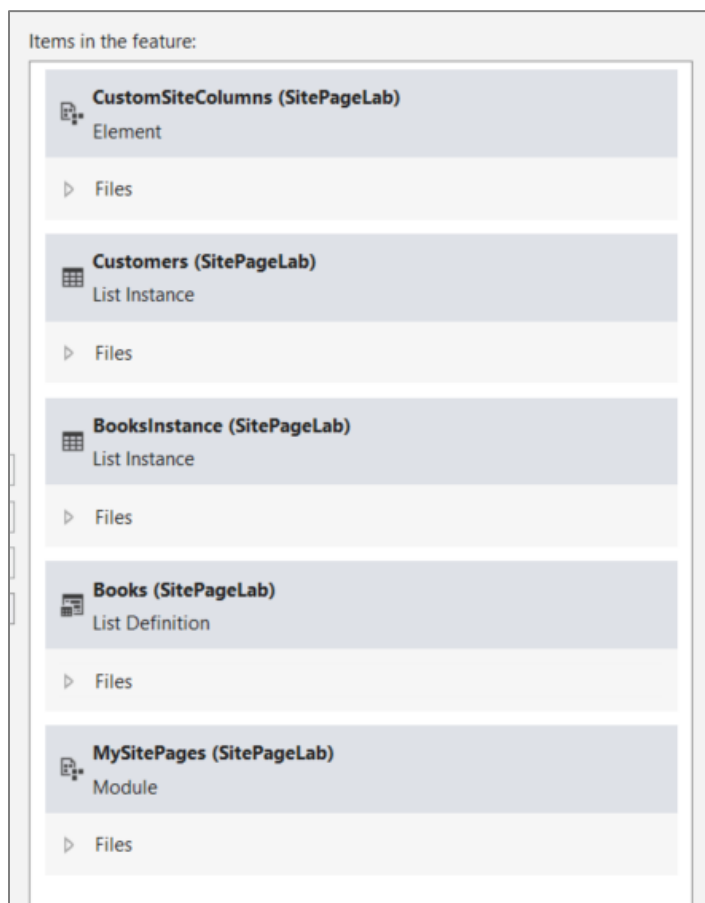 Items in the feature:
CustomSiteColumns (SitePageLab)
Element
Files
Customers (SitePageLab)
List Instance
Files
BooksInstance (SitePageLab)
List Instance
Files
Books (SitePageLab)
List Definition
Files
MySitePages (SitePageLab)
Module
Files